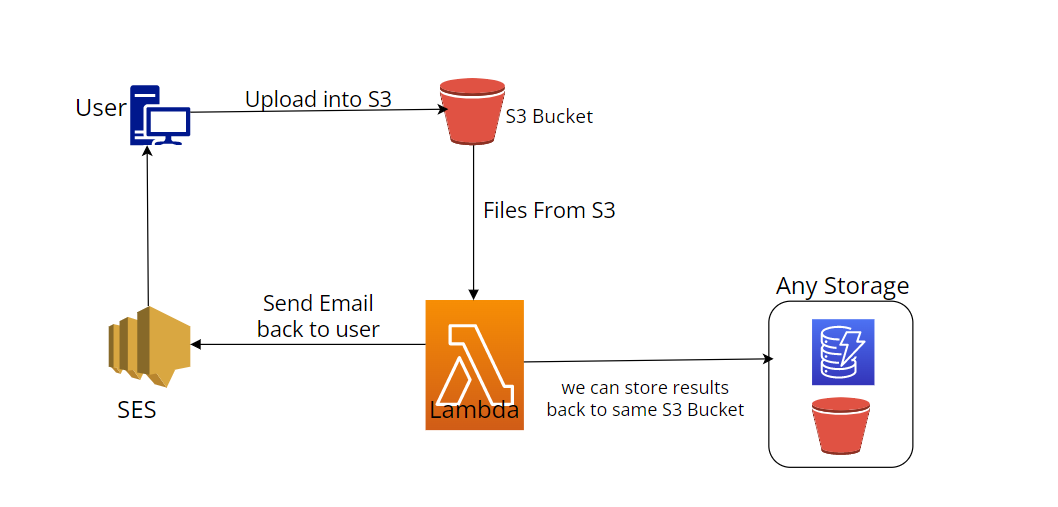 User
Upload into S3
S3 Bucket
Files From S3
Any Storage
Send Email
back to user
Lambda
we can store results
back to same S3 Bucket
SES